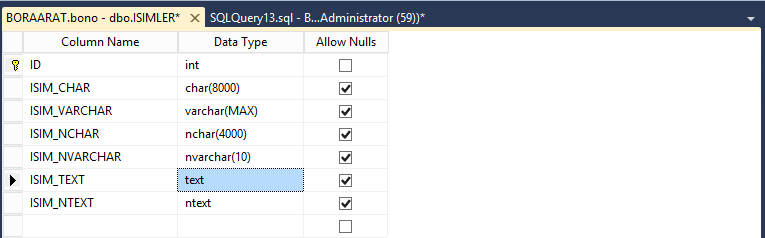 BORAARAT.bono - dbo.ISIMLER* SQLQuery13.sql - B...Administrator (59))*
Column Name Data Type Allow Nulls
ID int
ISIM_CHAR char(8000)
ISIM_VARCHAR varchar(MAX)
ISIM_NCHAR nchar(4000)
ISIM_NVARCHAR nvarchar(10)
ISIM_TEXT text
ISIM_NTEXT ntext